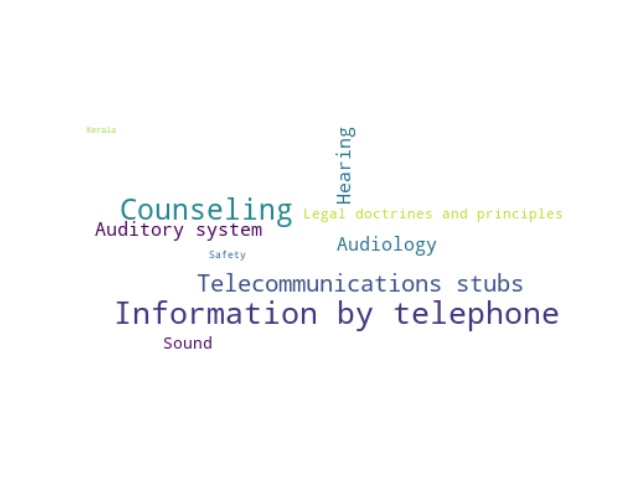 Kerala
Hearing
Counseling
Legal doctrines and principles
Auditory system
Audiology
Safety
Telecommunications stubs
Information by telephone
Sound